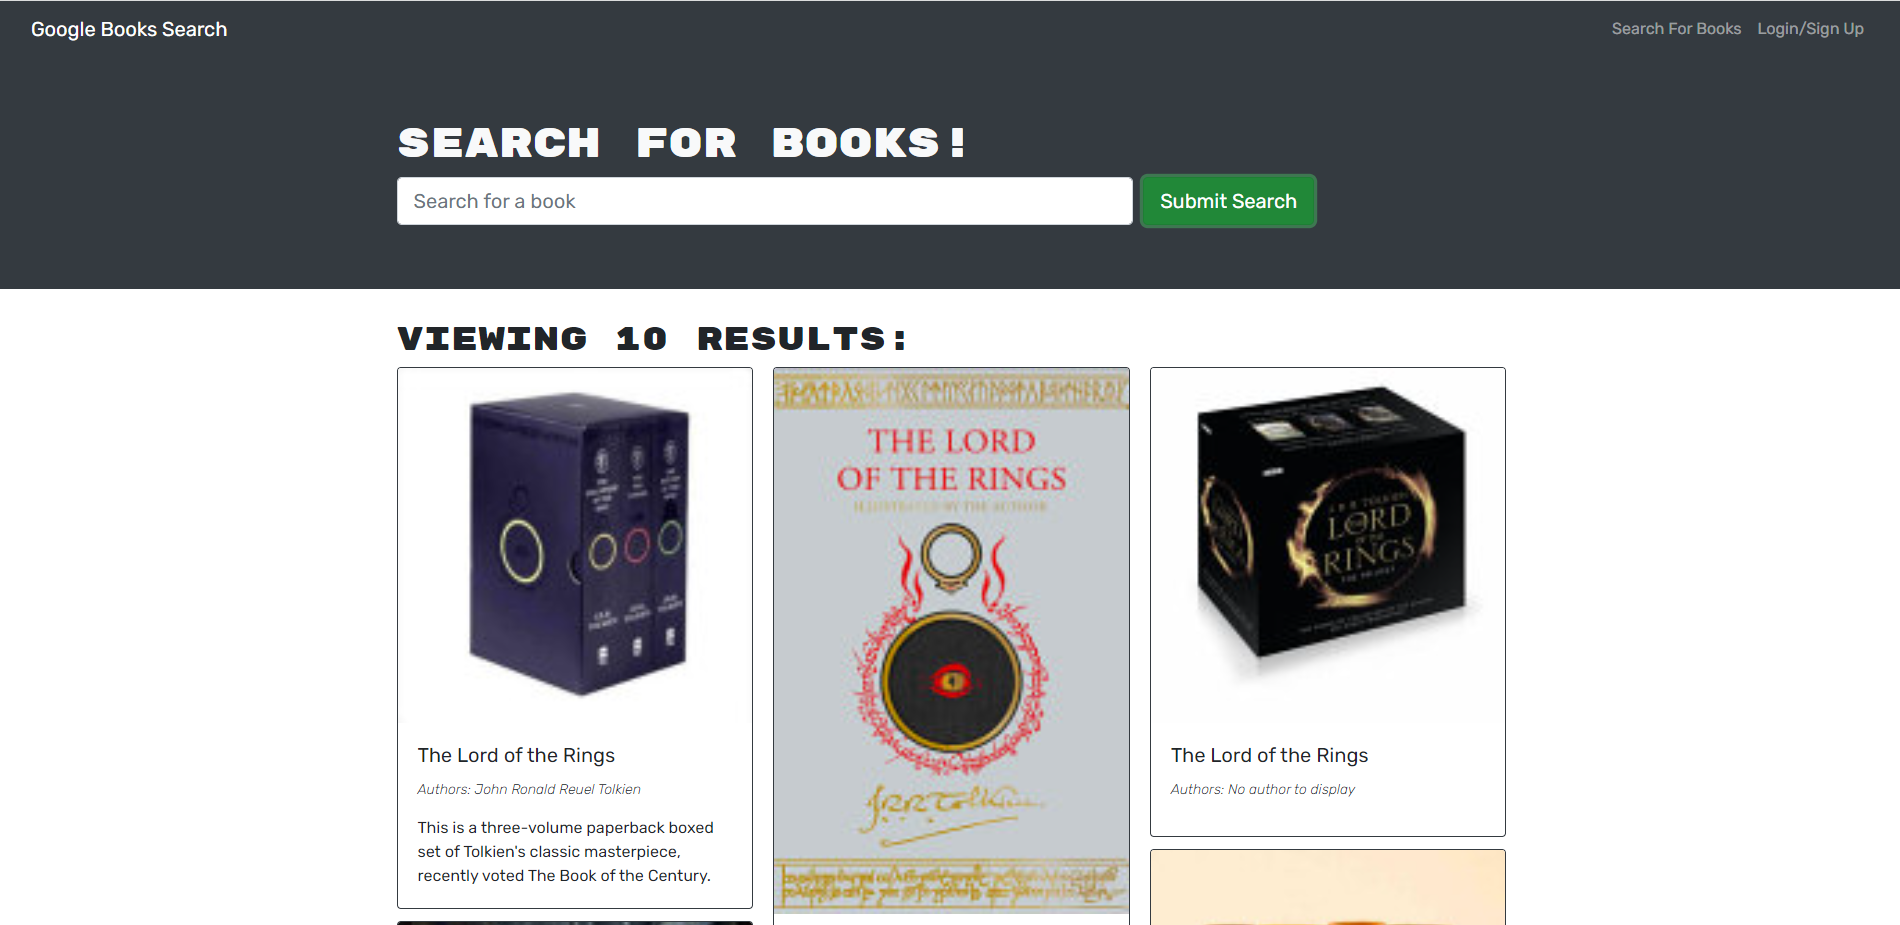 Google Books Search
Search For Books
Login/Sign Up
SEARCH FOR BOOKS!
Search for a book
Submit Search
VIEWING 10 RESULTS:
The Lord of the Rings
Authors: John Ronald Reuel Tolkien
This is a three-volume paperback boxed
set of Tolkien's classic masterpiece,
recently voted The Book of the Century.
THE LORD
OF THE RINGS
ILLUSTRATED BY THE AUTHOR
J.R.R. TOLKIEN
THE LORD
OF THE
RINGS
The Lord of the Rings
Authors: No author to display